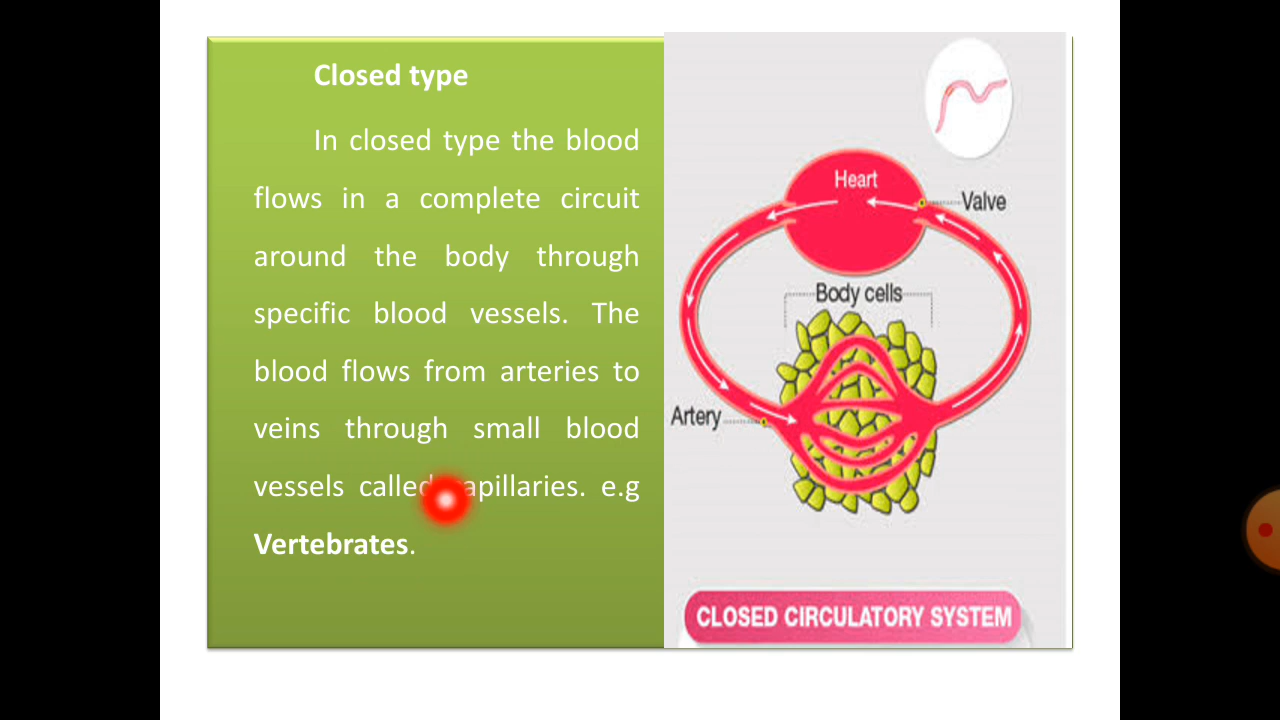 Closed type
In closed type the blood
flows in a complete circuit
around the body through
specific blood vessels. The
blood flows from arteries to
veins through small blood
vessels called capillaries. e.g
Vertebrates.
Heart
Valve
Body cells
Artery
CLOSED CIRCULATORY SYSTEM